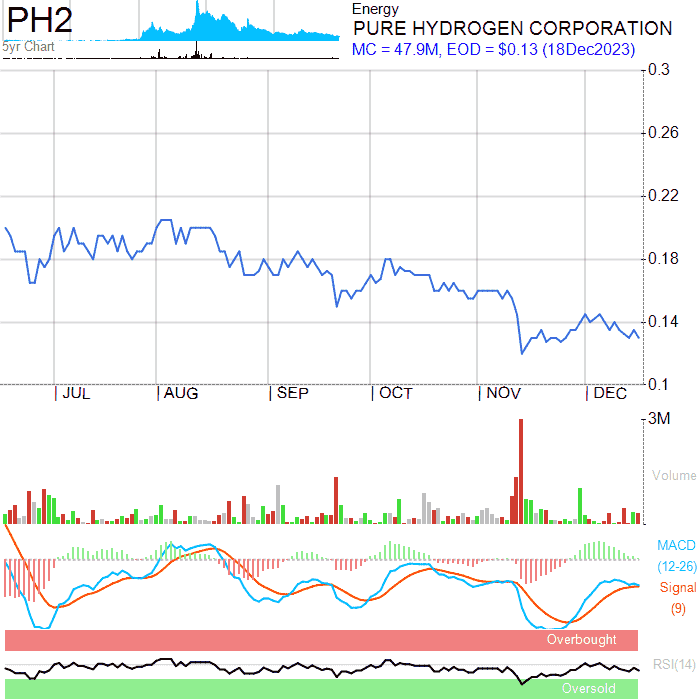 PH2
5yr Chart
Energy
PURE HYDROGEN CORPORATION
MC = 47.9M, EOD = $0.13 (18Dec2023)
0.3
0.26
0.22
0.18
0.14
0.1
JUL AUG SEP OCT NOV DEC
3M
Volume
MACD
(12-26)
Signal
(9)
Overbought
RSI(14)
Oversold